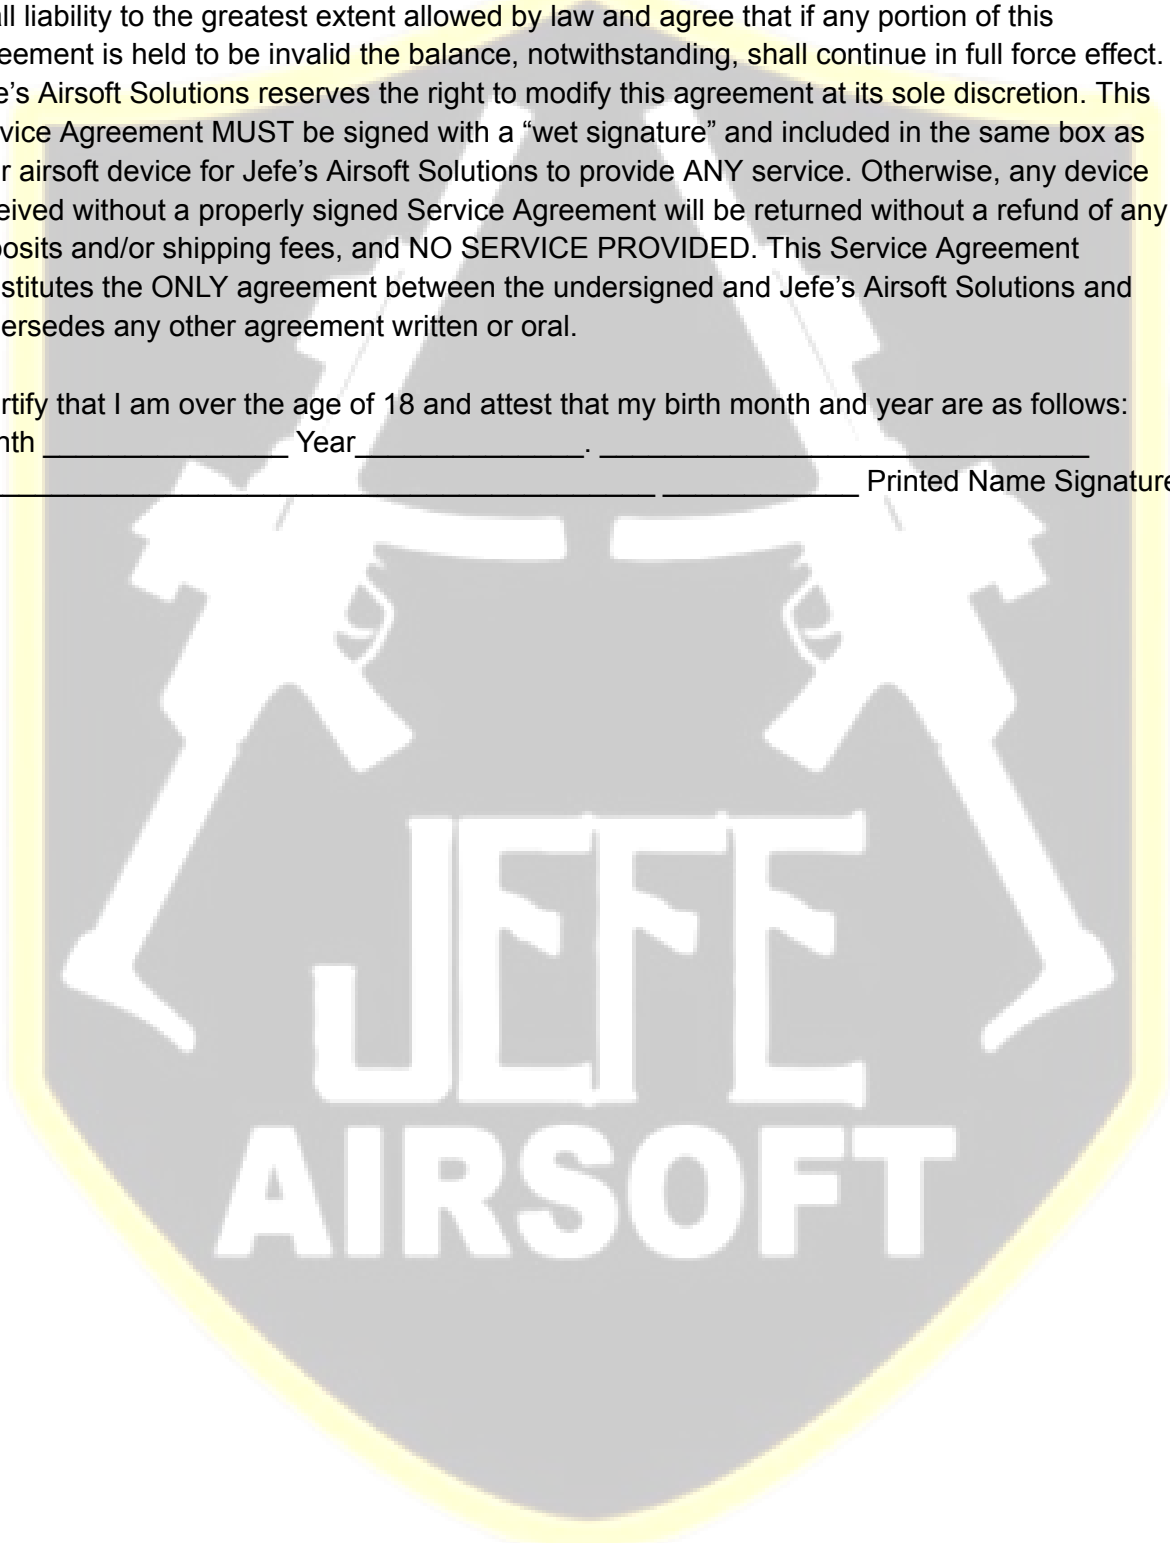 all liability to the greatest extent allowed by law and agree that if any portion of this
eement is held to be invalid the balance, notwithstanding, shall continue in full force effect.
e’s Airsoft Solutions reserves the right to modify this agreement at its sole discretion. This
vice Agreement MUST be signed with a “wet signature” and included in the same box as
r airsoft device for Jefe’s Airsoft Solutions to provide ANY service. Otherwise, any device
eived without a properly signed Service Agreement will be returned without a refund of any
posits and/or shipping fees, and NO SERVICE PROVIDED. This Service Agreement
stitutes the ONLY agreement between the undersigned and Jefe’s Airsoft Solutions and
ersedes any other agreement written or oral.
rtify that I am over the age of 18 and attest that my birth month and year are as follows:
nth _______________ Year______________. ______________________________
________________________________________ ____________ Printed Name Signature
JEFE
AIRSOFT